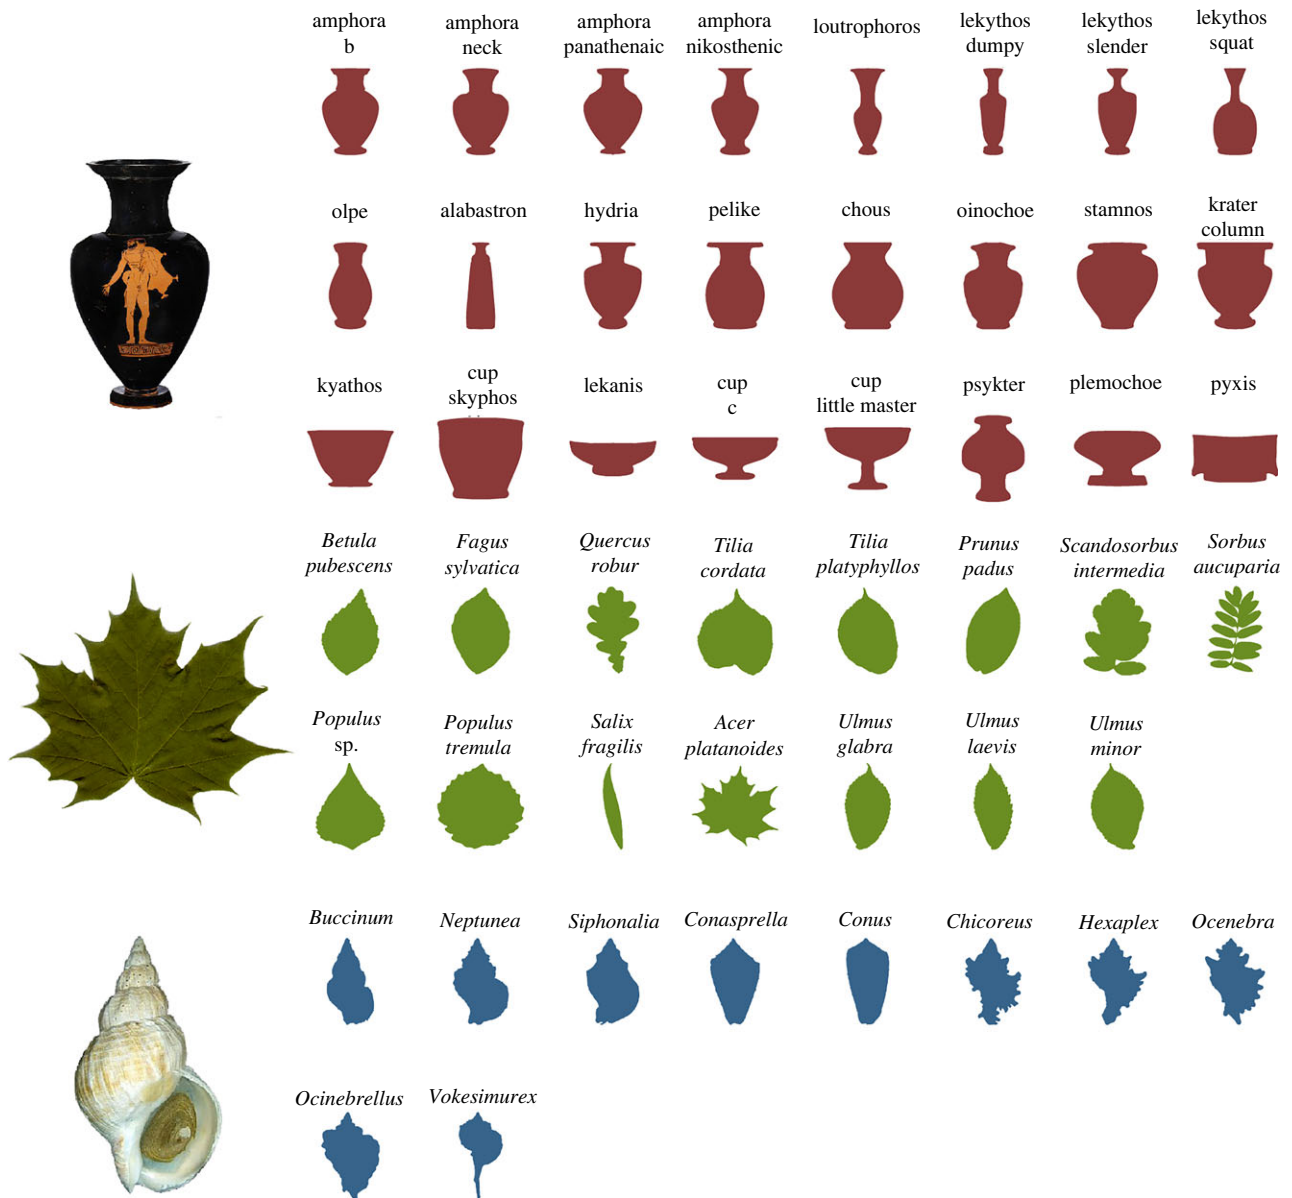 amphora
b
amphora
neck
amphora
panathenaic
amphora
nikosthenic
loutrophoros
lekythos
dumpy
lekythos
slender
lekythos
squat
olpe
alabastron
hydria
pelike
chous
oinochoe
stamnos
krater
column
kyathos
cup
skyphos
lekanis
cup
c
cup
little master
psykter
plemochoe
pyxis
Betula
pubescens
Fagus
sylvatica
Quercus
robur
Tilia
cordata
Tilia
platyphyllos
Prunus
padus
Scandosorbus
intermedia
Sorbus
aucuparia
Populus
sp.
Populus
tremula
Salix
fragilis
Acer
platanoides
Ulmus
glabra
Ulmus
laevis
Ulmus
minor
Buccinum
Neptunea
Siphonalia
Conasprella
Conus
Chicoreus
Hexaplex
Ocenebra
Ocinebrellus
Vokesimurex